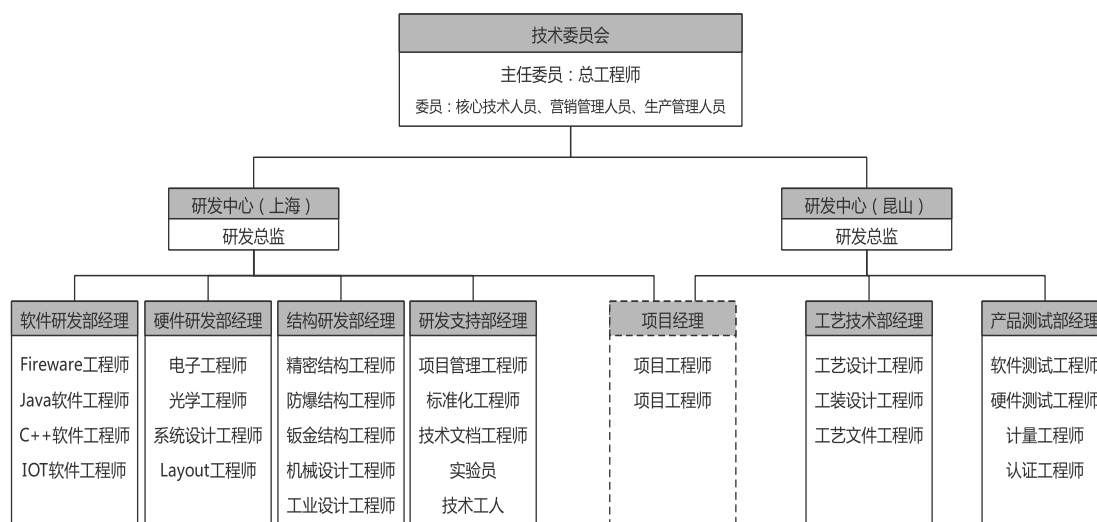 技术委员会
主任委员：总工程师
委员：核心技术人员、营销管理人员、生产管理人员
研发中心（上海）
研发总监
研发中心（昆山）
研发总监
软件研发部经理
Fireware工程师
Java软件工程师
C++软件工程师
IOT软件工程师
硬件研发部经理
电子工程师
光学工程师
系统设计工程师
Layout工程师
结构研发部经理
精密结构工程师
防爆结构工程师
钣金结构工程师
机械设计工程师
工业设计工程师
研发支持部经理
项目管理工程师
标准化工程师
技术文档工程师
实验员
技术工人
项目经理
项目工程师
项目工程师
工艺技术部经理
工艺设计工程师
工装设计工程师
工艺文件工程师
产品测试部经理
软件测试工程师
硬件测试工程师
计量工程师
认证工程师